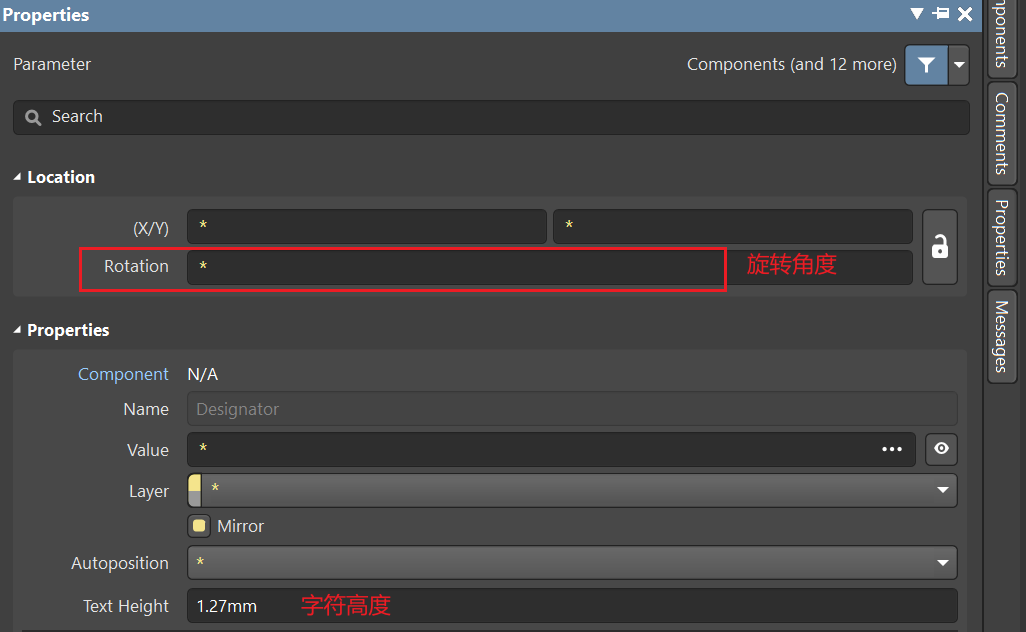 Properties
Parameter
Components (and 12 more)
Search
Location
(X/Y) * *
Rotation * 旋转角度
Properties
Component N/A
Name Designator
Value * •••
Layer *
Mirror
Autoposition *
Text Height 1.27mm 字符高度
mponents
Comments
Properties
Messages